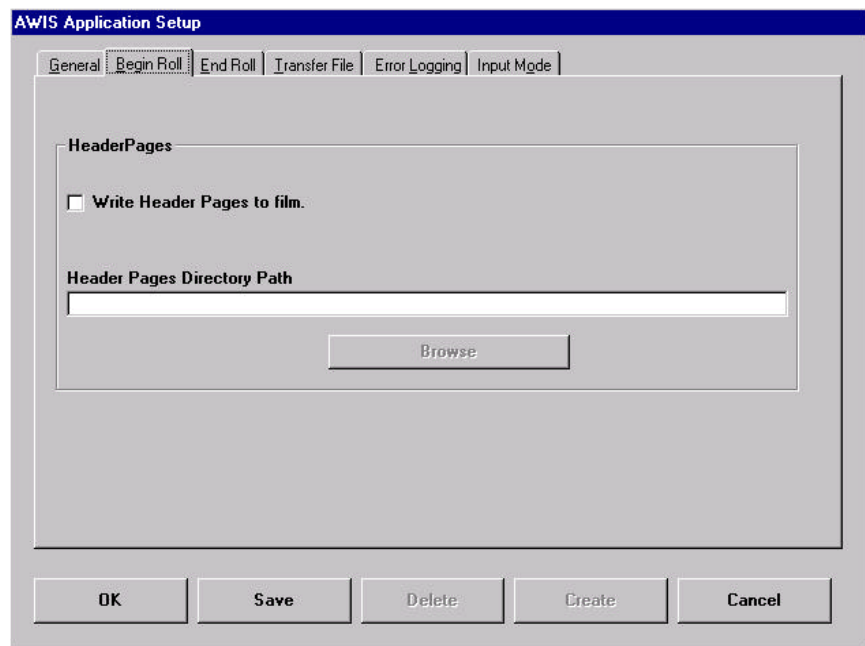 AWIS Application Setup
General Begin Roll End Roll Transfer File Error Logging Input Mode
HeaderPages
Write Header Pages to film.
Header Pages Directory Path
Browse
OK Save Delete Create Cancel